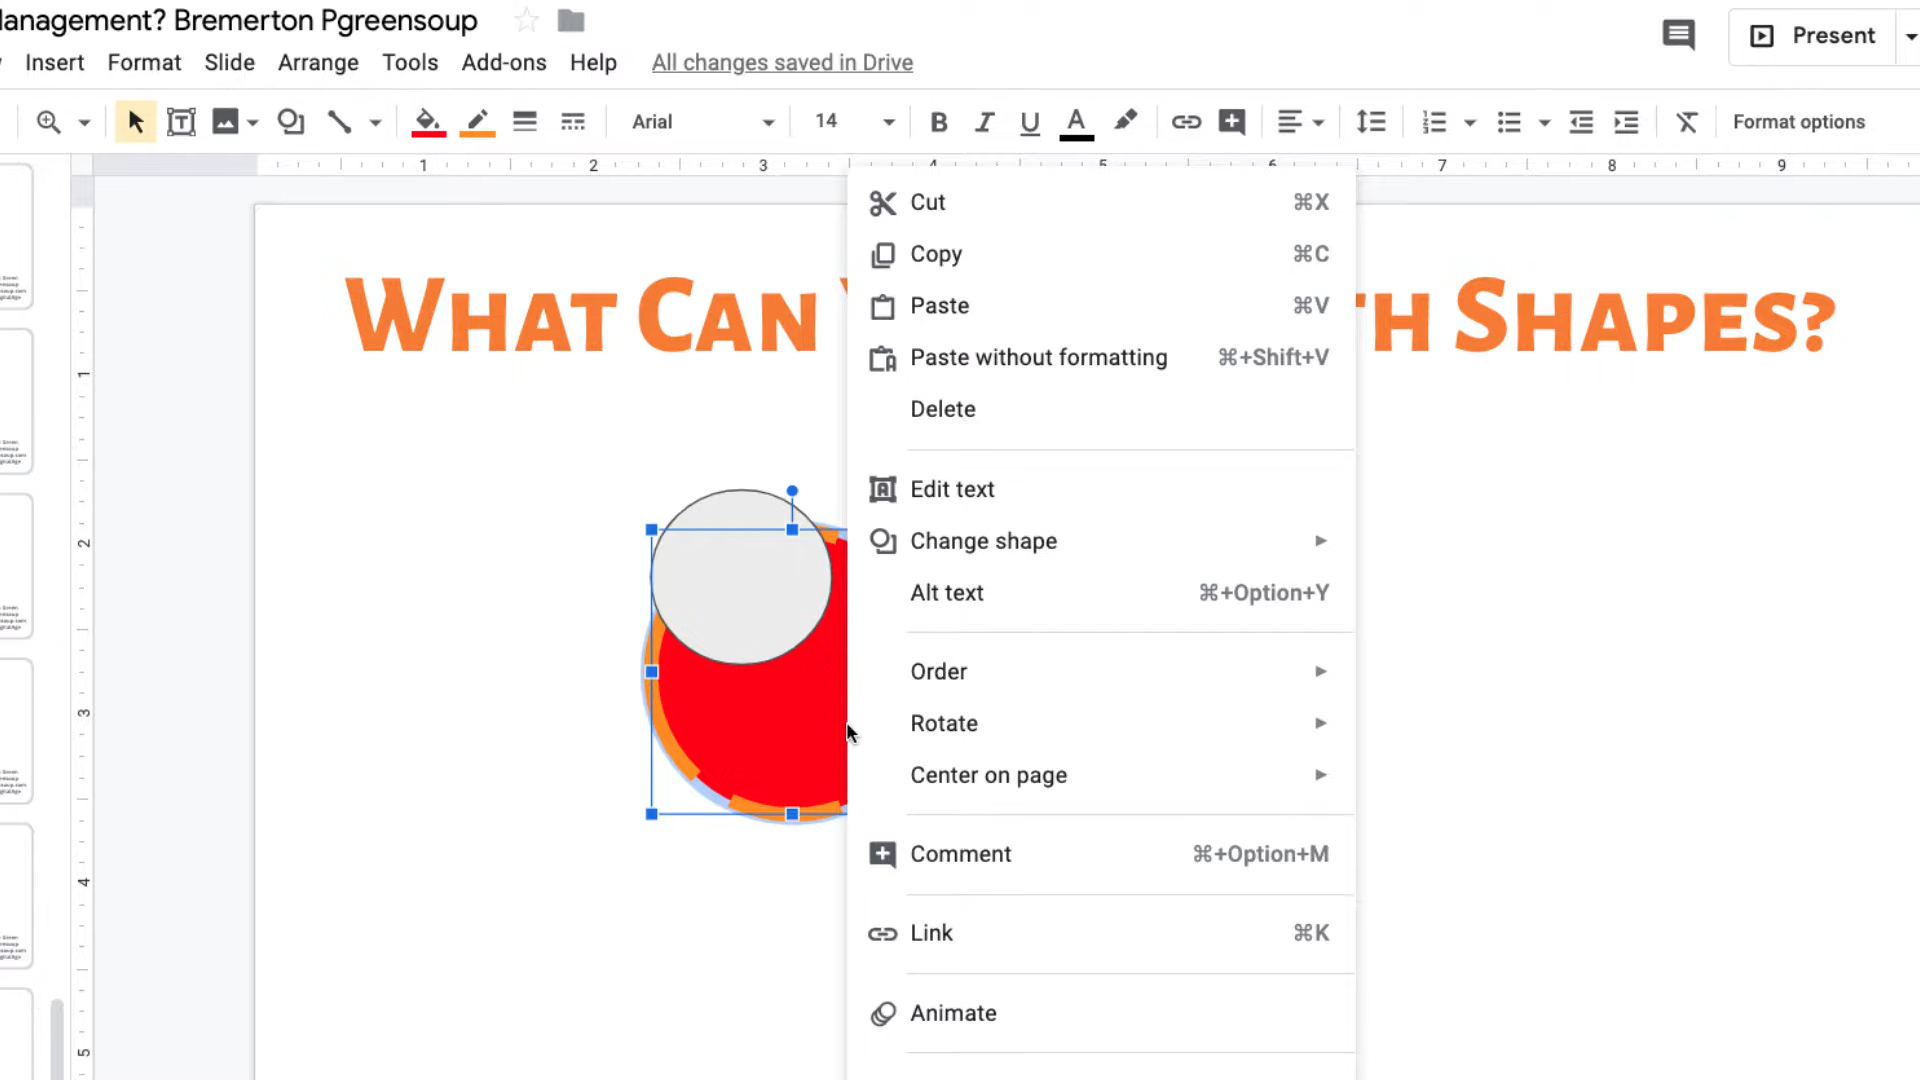 anagement? Bremerton Pgreensoup
Present
Insert Format Slide Arrange Tools Add-ons Help All changes saved in Drive
Arial 14 B I U A Format options
1 2 3 4 5 6 7 8 9
Cut ⌘X
Copy ⌘C
Paste ⌘V
Paste without formatting ⌘+Shift+V
Delete
Edit text
Change shape
Alt text ⌘+Option+Y
Order
Rotate
Center on page
Comment ⌘+Option+M
Link ⌘K
Animate
WHAT CAN
TH SHAPES?
1
2
3
4
5